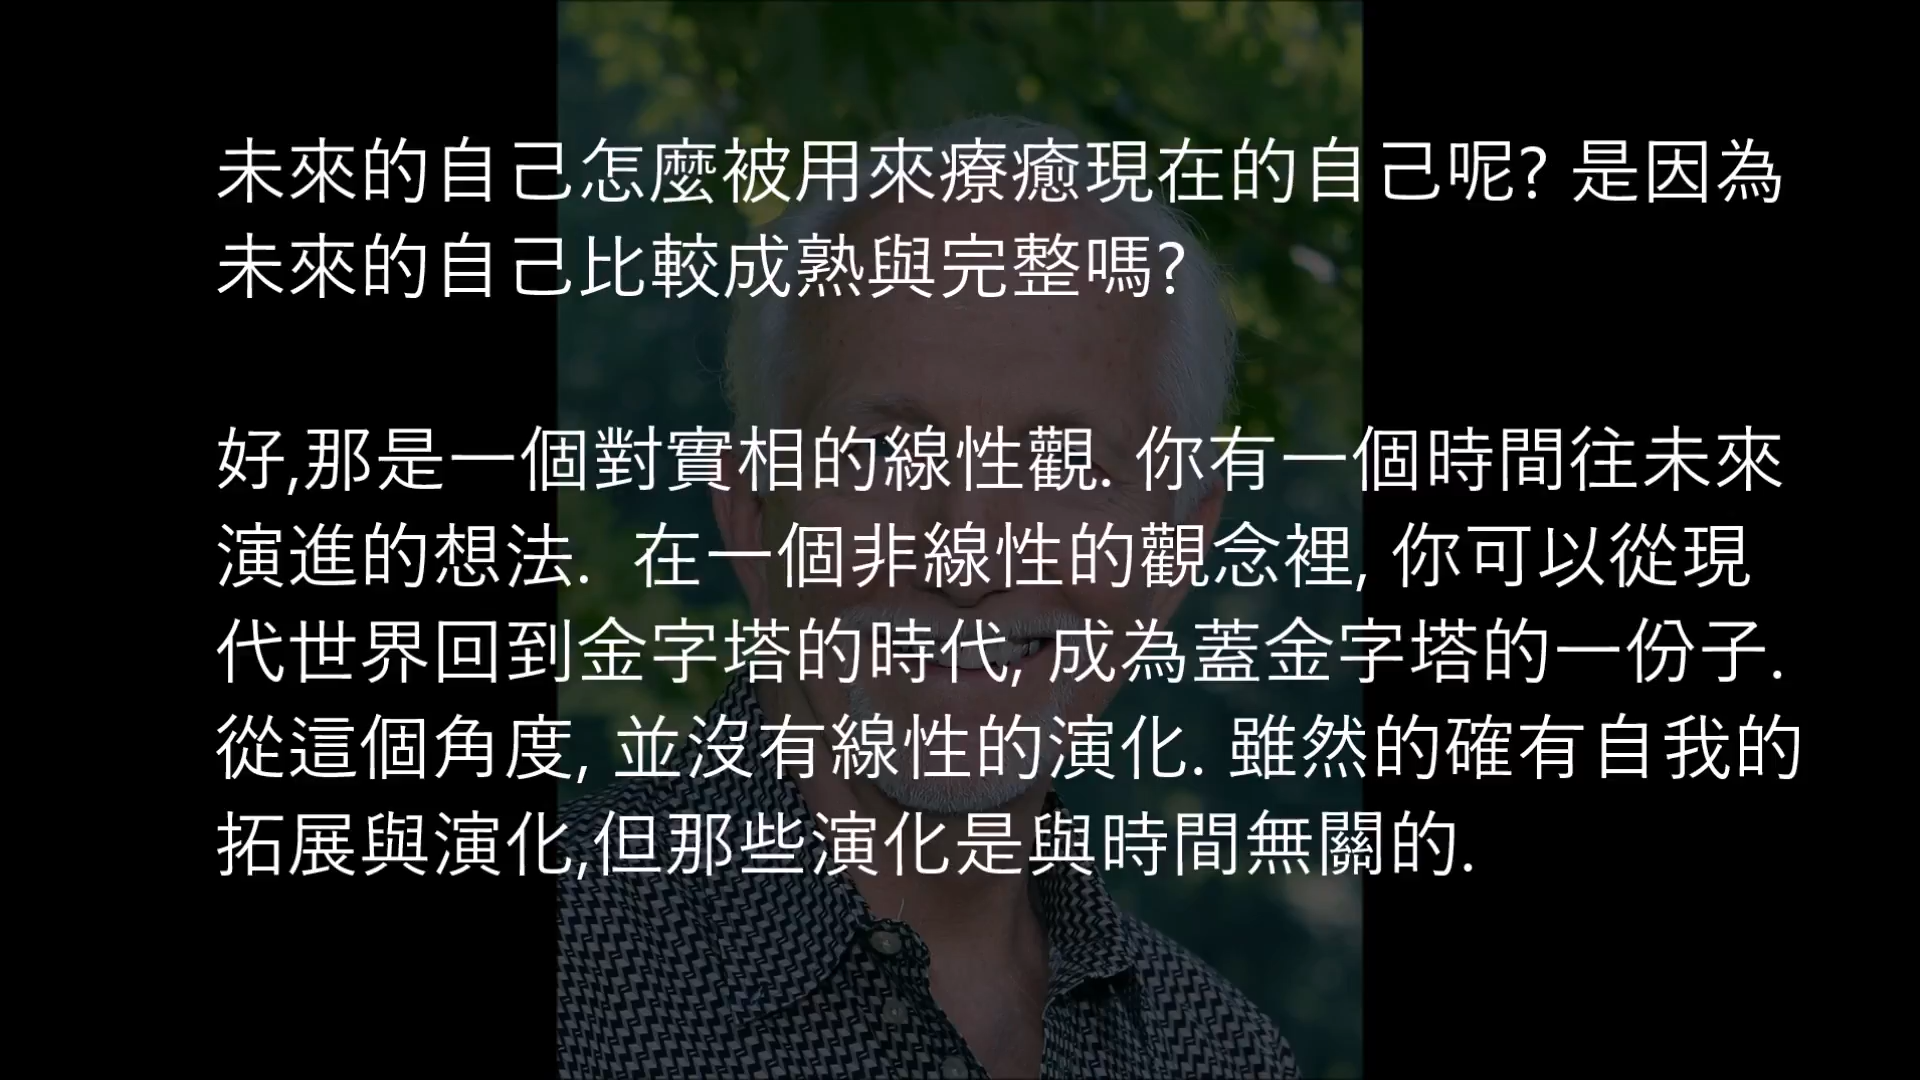 未來的自己怎麼被用來療癒現在的自己呢? 是因為
未來的自己比較成熟與完整嗎?
好,那是一個對實相的線性觀. 你有一個時間往未來
演進的想法.  在一個非線性的觀念裡, 你可以從現
代世界回到金字塔的時代, 成為蓋金字塔的一份子.
從這個角度, 並沒有線性的演化. 雖然的確有自我的
拓展與演化,但那些演化是與時間無關的.